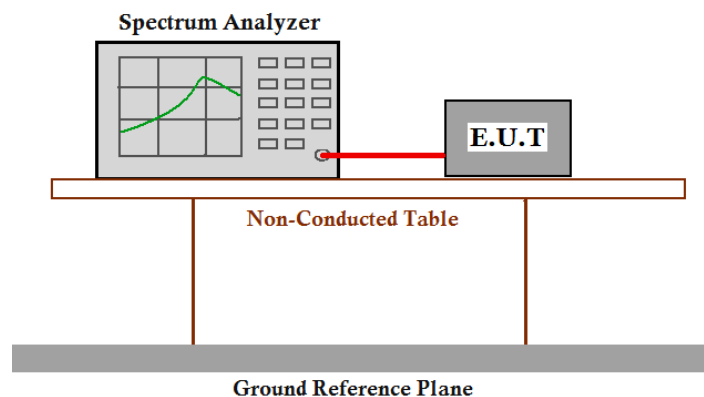 Spectrum Analyzer
E.U.T
Non-Conducted Table
Ground Reference Plane